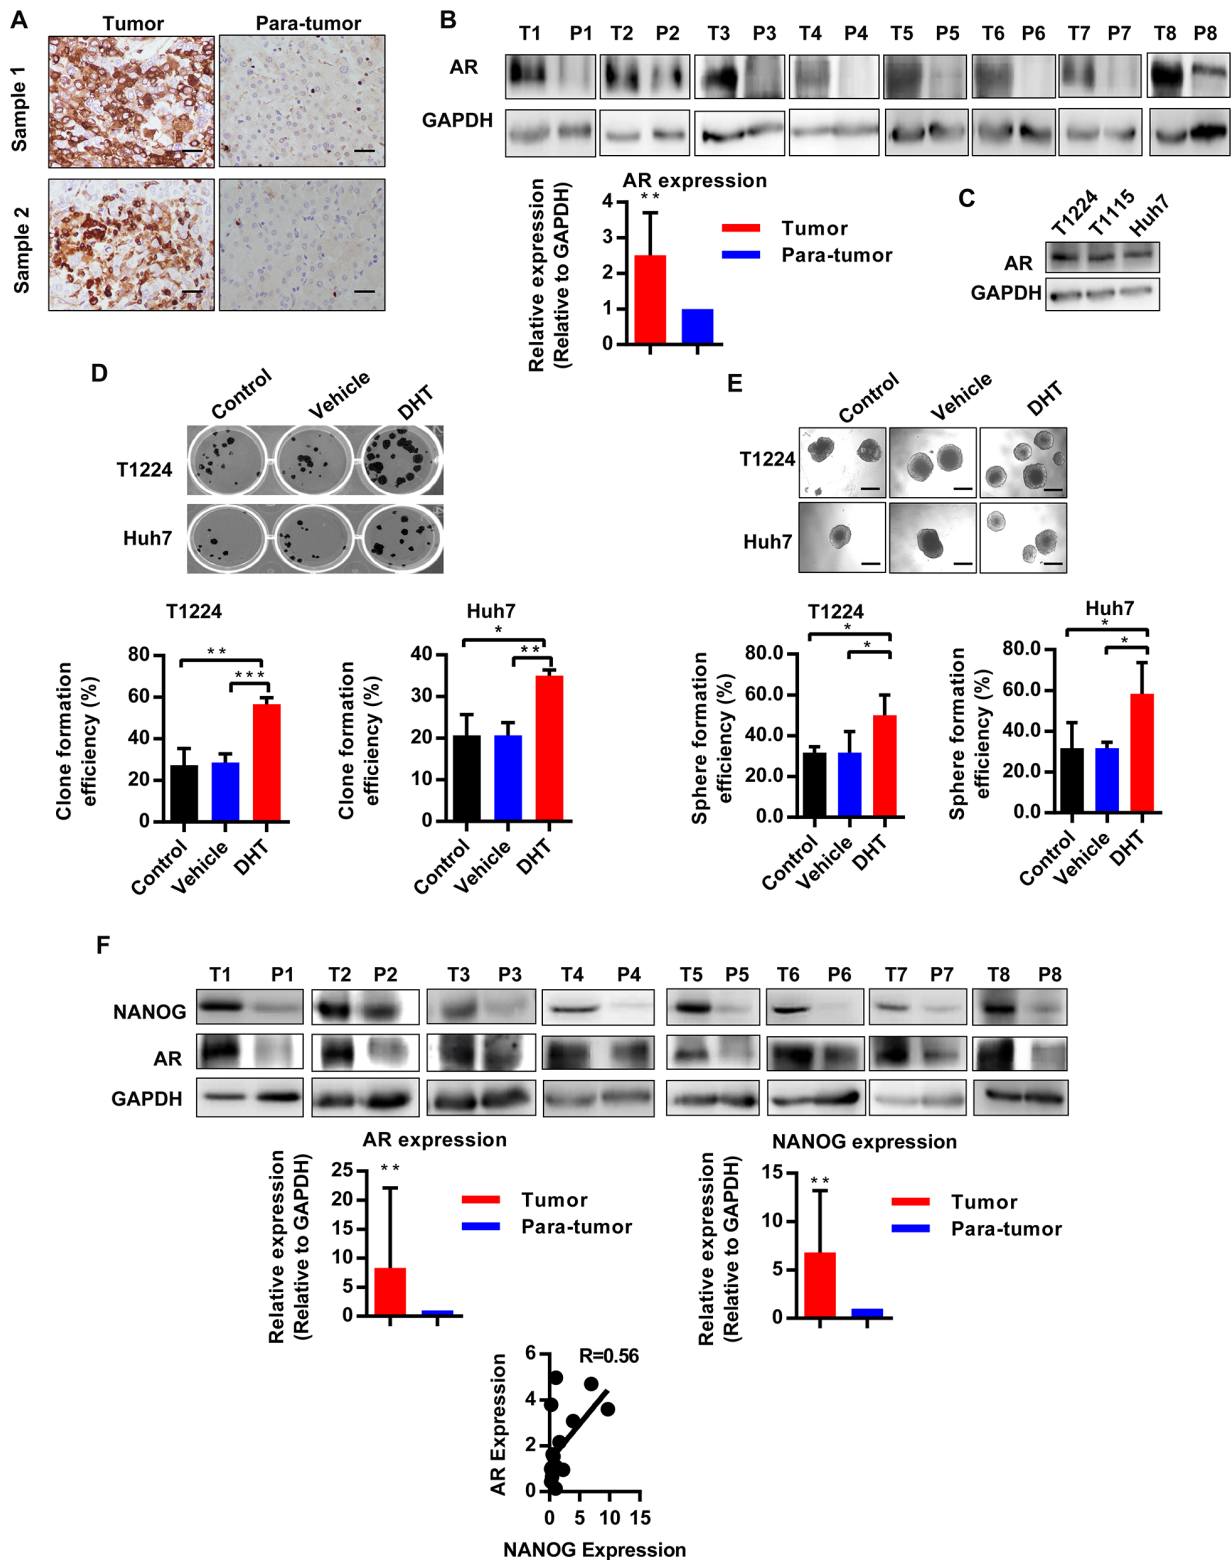 A
Tumor Para-tumor
Sample 1
Sample 2
B
T1 P1 T2 P2 T3 P3 T4 P4 T5 P5 T6 P6 T7 P7 T8 P8
AR
GAPDH
AR expression
Relative expression
(Relative to GAPDH)
4
3
2
1
0
**
Tumor
Para-tumor
C
T1224 T1115 Huh7
AR
GAPDH
D
Control Vehicle DHT
T1224
Huh7
T1224
Clone formation
efficiency (%)
80
60
40
20
0
**
***
Control Vehicle DHT
Huh7
Clone formation
efficiency (%)
40
30
20
10
0
*
**
Control Vehicle DHT
E
Control Vehicle DHT
T1224
Huh7
T1224
Sphere formation
efficiency (%)
80.0
60.0
40.0
20.0
0.0
*
*
Control Vehicle DHT
Huh7
Sphere formation
efficiency (%)
80.0
60.0
40.0
20.0
0.0
*
*
Control Vehicle DHT
F
T1 P1 T2 P2 T3 P3 T4 P4 T5 P5 T6 P6 T7 P7 T8 P8
NANOG
AR
GAPDH
AR expression
Relative expression
(Relative to GAPDH)
25
20
15
10
5
0
**
Tumor
Para-tumor
NANOG expression
Relative expression
(Relative to GAPDH)
15
10
5
0
**
Tumor
Para-tumor
R=0.56
AR Expression
6
4
2
0
0 5 10 15
NANOG Expression